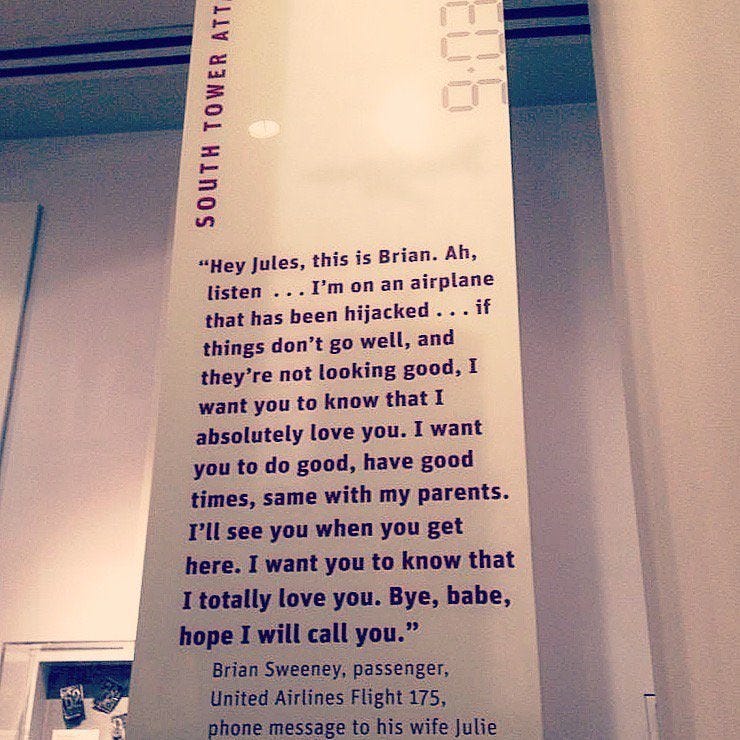 SOUTH TOWER
9:03
“Hey Jules, this is Brian. Ah,
listen ... I’m on an airplane
that has been hijacked ... if
things don’t go well, and
they’re not looking good, I
want you to know that I
absolutely love you. I want
you to do good, have good
times, same with my parents.
I’ll see you when you get
here. I want you to know that
I totally love you. Bye, babe,
hope I will call you.”
Brian Sweeney, passenger,
United Airlines Flight 175,
phone message to his wife Julie